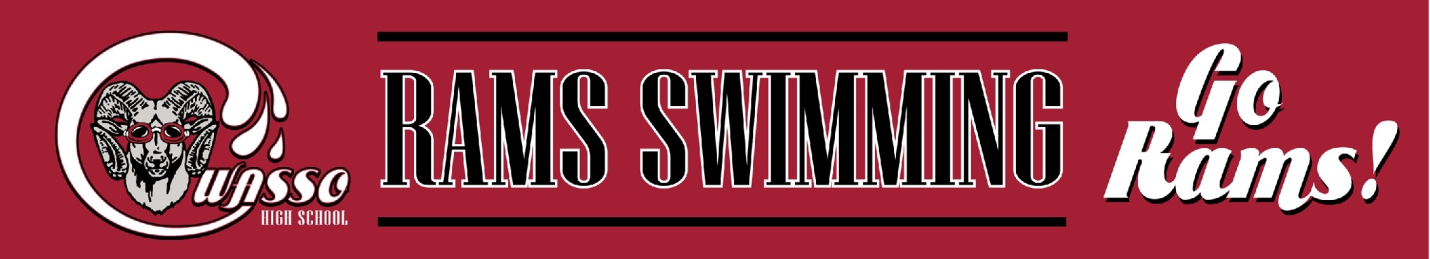 OWASSO
HIGH SCHOOL
RAMS SWIMMING
Go
Rams!